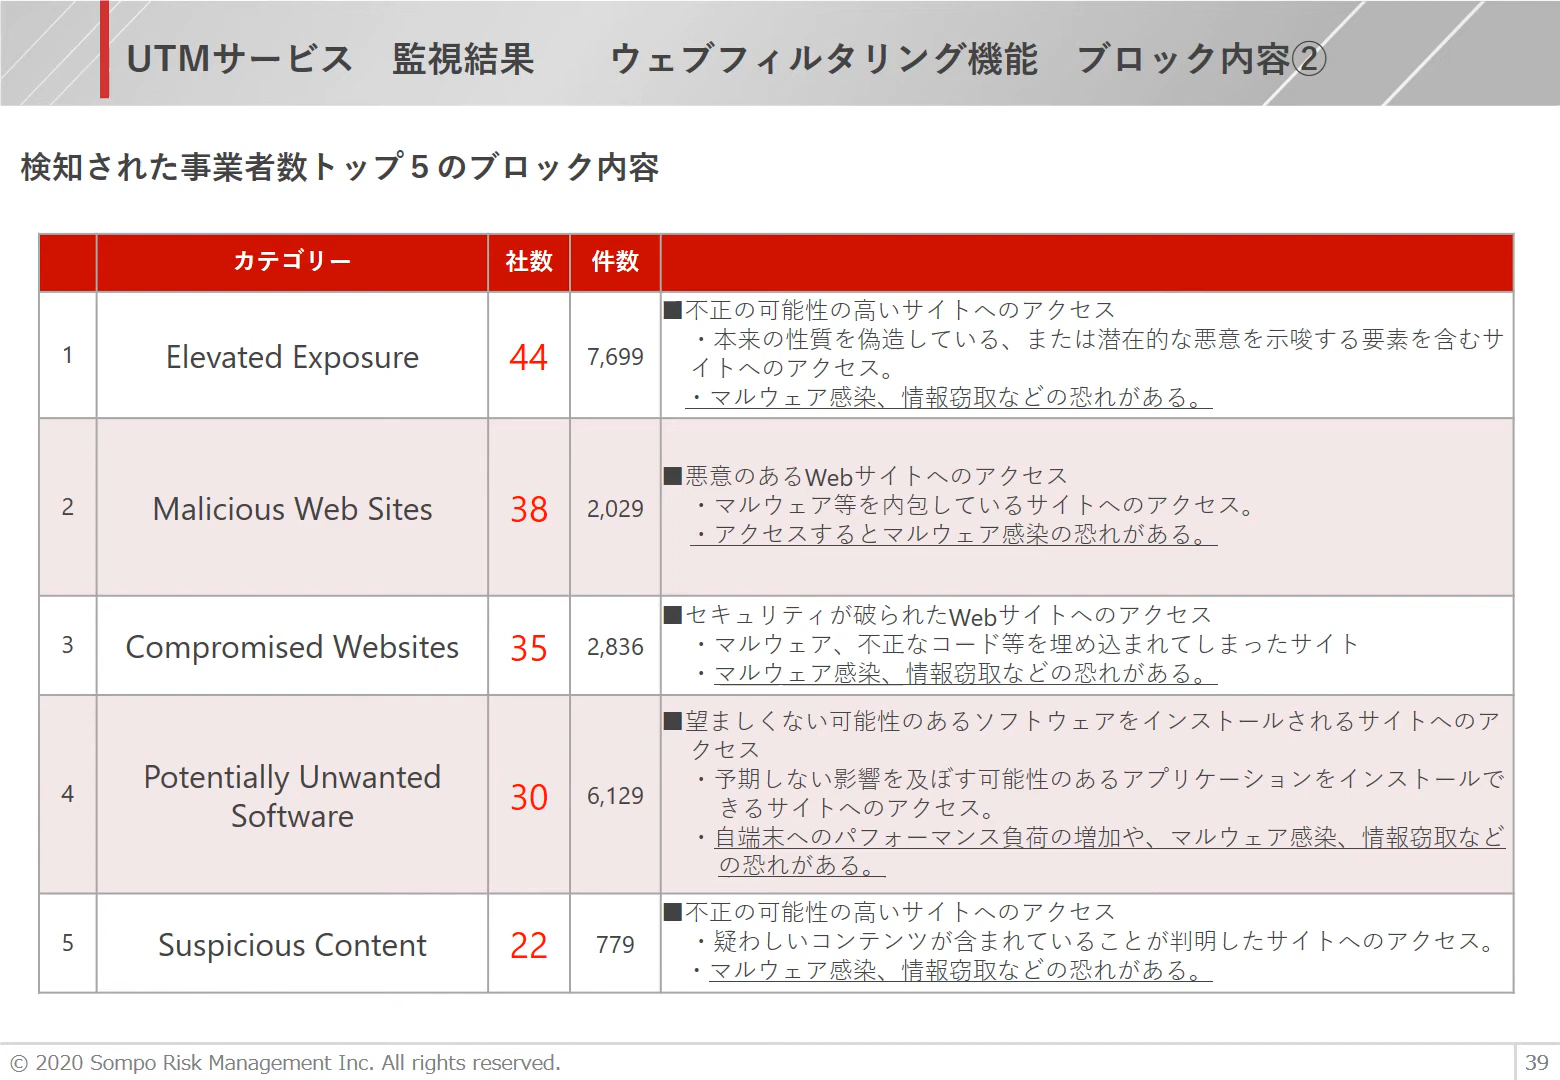 UTMサービス　監視結果　　ウェブフィルタリング機能　ブロック内容②
検知された事業者数トップ５のブロック内容
カテゴリー 社数 件数
1 Elevated Exposure 44 7,699
■不正の可能性の高いサイトへのアクセス
・本来の性質を偽造している、または潜在的な悪意を示唆する要素を含むサ
イトへのアクセス。
・マルウェア感染、情報窃取などの恐れがある。
2 Malicious Web Sites 38 2,029
■悪意のあるWebサイトへのアクセス
・マルウェア等を内包しているサイトへのアクセス。
・アクセスするとマルウェア感染の恐れがある。
3 Compromised Websites 35 2,836
■セキュリティが破られたWebサイトへのアクセス
・マルウェア、不正なコード等を埋め込まれてしまったサイト
・マルウェア感染、情報窃取などの恐れがある。
4 Potentially Unwanted
Software 30 6,129
■望ましくない可能性のあるソフトウェアをインストールされるサイトへのア
クセス
・予期しない影響を及ぼす可能性のあるアプリケーションをインストールで
きるサイトへのアクセス。
・自端末へのパフォーマンス負荷の増加や、マルウェア感染、情報窃取など
の恐れがある。
5 Suspicious Content 22 779
■不正の可能性の高いサイトへのアクセス
・疑わしいコンテンツが含まれていることが判明したサイトへのアクセス。
・マルウェア感染、情報窃取などの恐れがある。
© 2020 Sompo Risk Management Inc. All rights reserved.
39